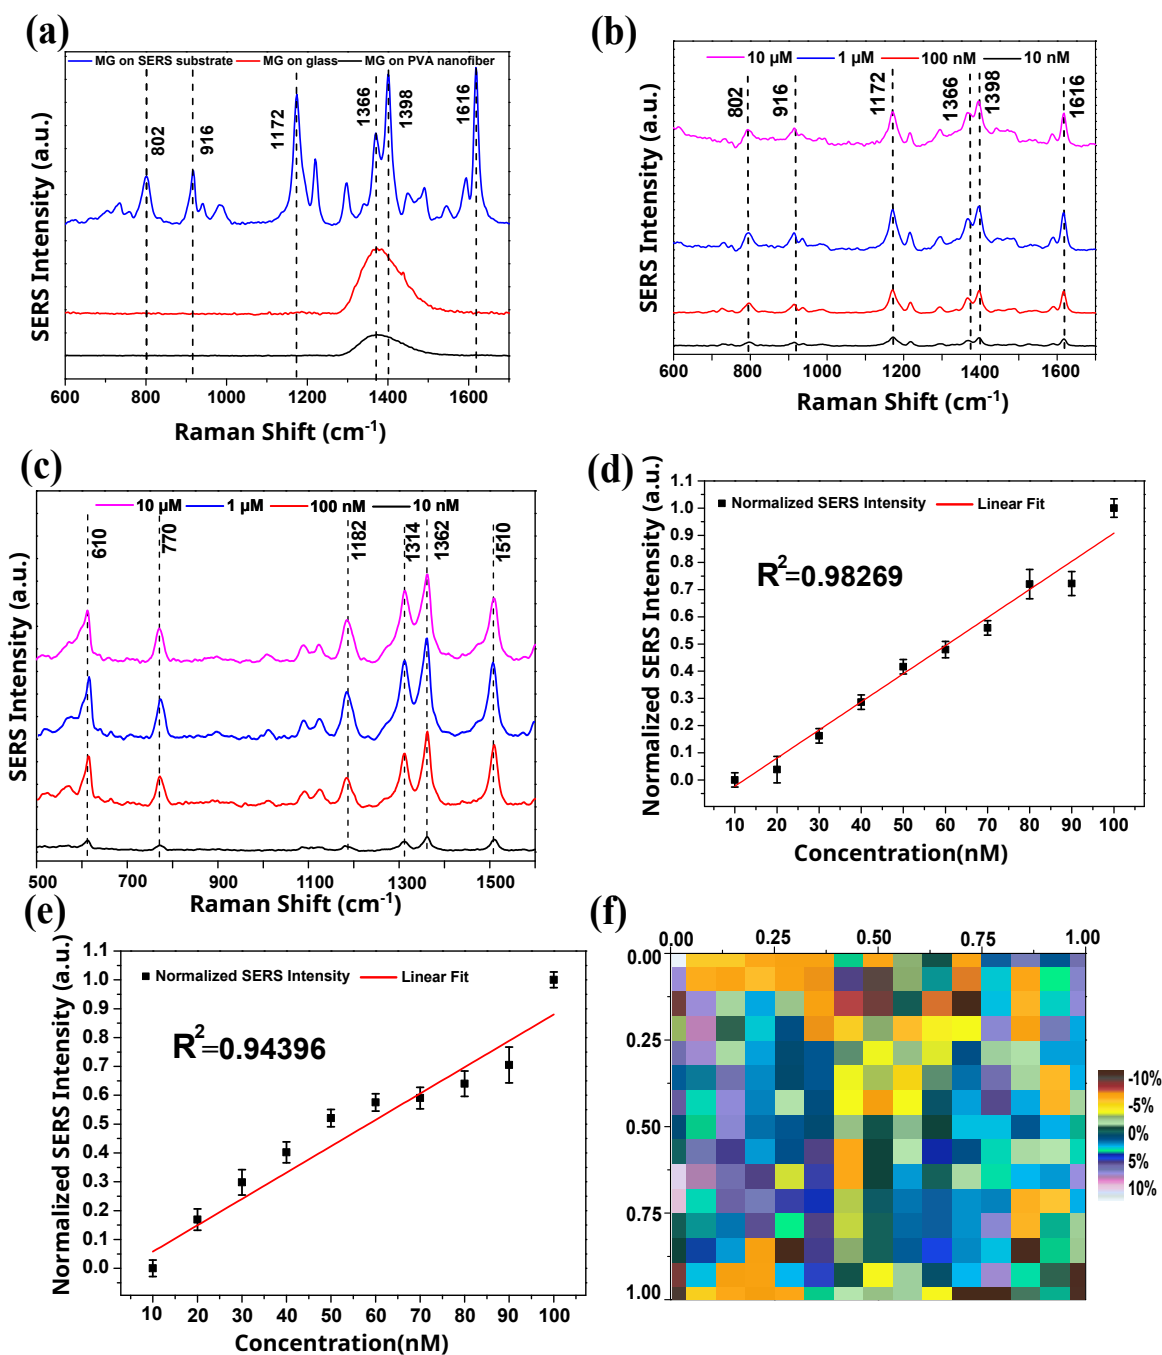 (a)
MG on SERS substrate MG on glass MG on PVA nanofiber
802
916
1172
1366
1398
1616
SERS Intensity (a.u.)
600 800 1000 1200 1400 1600
Raman Shift (cm-1)
(b)
10 μM 1 μM 100 nM 10 nM
802
916
1172
1366
1398
1616
SERS Intensity (a.u.)
600 800 1000 1200 1400 1600
Raman Shift (cm-1)
(c)
10 μM 1 μM 100 nM 10 nM
610
770
1182
1314
1362
1510
SERS Intensity (a.u.)
500 700 900 1100 1300 1500
Raman Shift (cm-1)
(d)
Normalized SERS Intensity Linear Fit
R2=0.98269
Normalized SERS Intensity (a.u.)
1.1
1.0
0.9
0.8
0.7
0.6
0.5
0.4
0.3
0.2
0.1
0.0
10 20 30 40 50 60 70 80 90 100
Concentration(nM)
(e)
Normalized SERS Intensity Linear Fit
R2=0.94396
Normalized SERS Intensity (a.u.)
1.1
1.0
0.9
0.8
0.7
0.6
0.5
0.4
0.3
0.2
0.1
0.0
10 20 30 40 50 60 70 80 90 100
Concentration(nM)
(f)
0.00 0.25 0.50 0.75 1.00
0.00
0.25
0.50
0.75
1.00
-10%
-5%
0%
5%
10%